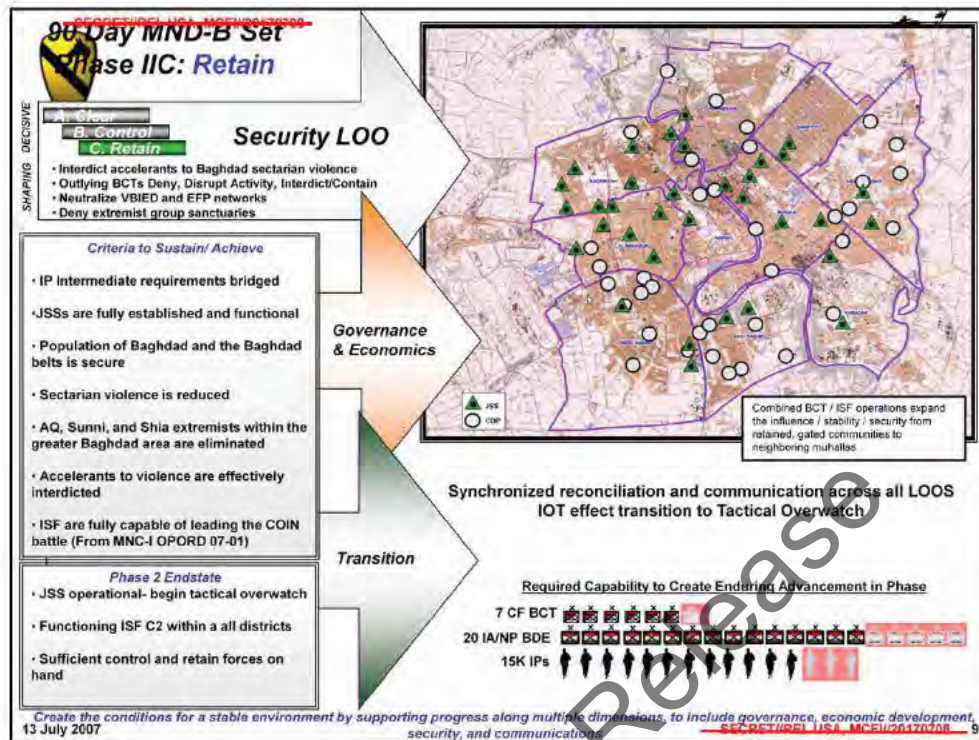 SECRET//REL USA, MCFI//20170708
90 Day MND-B Set
Phase IIC: Retain
SHAPING DECISIVE
A. Clear
B. Control
C. Retain
Security LOO
• Interdict accelerants to Baghdad sectarian violence
• Outlying BCTs Deny, Disrupt Activity, Interdict/Contain
• Neutralize VBIED and EFP networks
• Deny extremist group sanctuaries
Criteria to Sustain/ Achieve
• IP Intermediate requirements bridged
•JSSs are fully established and functional
• Population of Baghdad and the Baghdad
belts is secure
• Sectarian violence is reduced
• AQ, Sunni, and Shia extremists within the
greater Baghdad area are eliminated
• Accelerants to violence are effectively
interdicted
• ISF are fully capable of leading the COIN
battle (From MNC-I OPORD 07-01)
Phase 2 Endstate
• JSS operational- begin tactical overwatch
• Functioning ISF C2 within a all districts
• Sufficient control and retain forces on
hand
Governance
& Economics
Transition
JSS
COP
Combined BCT / ISF operations expand
the influence / stability / security from
retained, gated communities to
neighboring muhallas
Synchronized reconciliation and communication across all LOOS
IOT effect transition to Tactical Overwatch
Required Capability to Create Enduring Advancement in Phase
7 CF BCT
20 IA/NP BDE
15K IPs
Release
Create the conditions for a stable environment by supporting progress along multiple dimensions, to include governance, economic development,
security, and communications
13 July 2007
SECRET//REL USA, MCFI//20170708
9